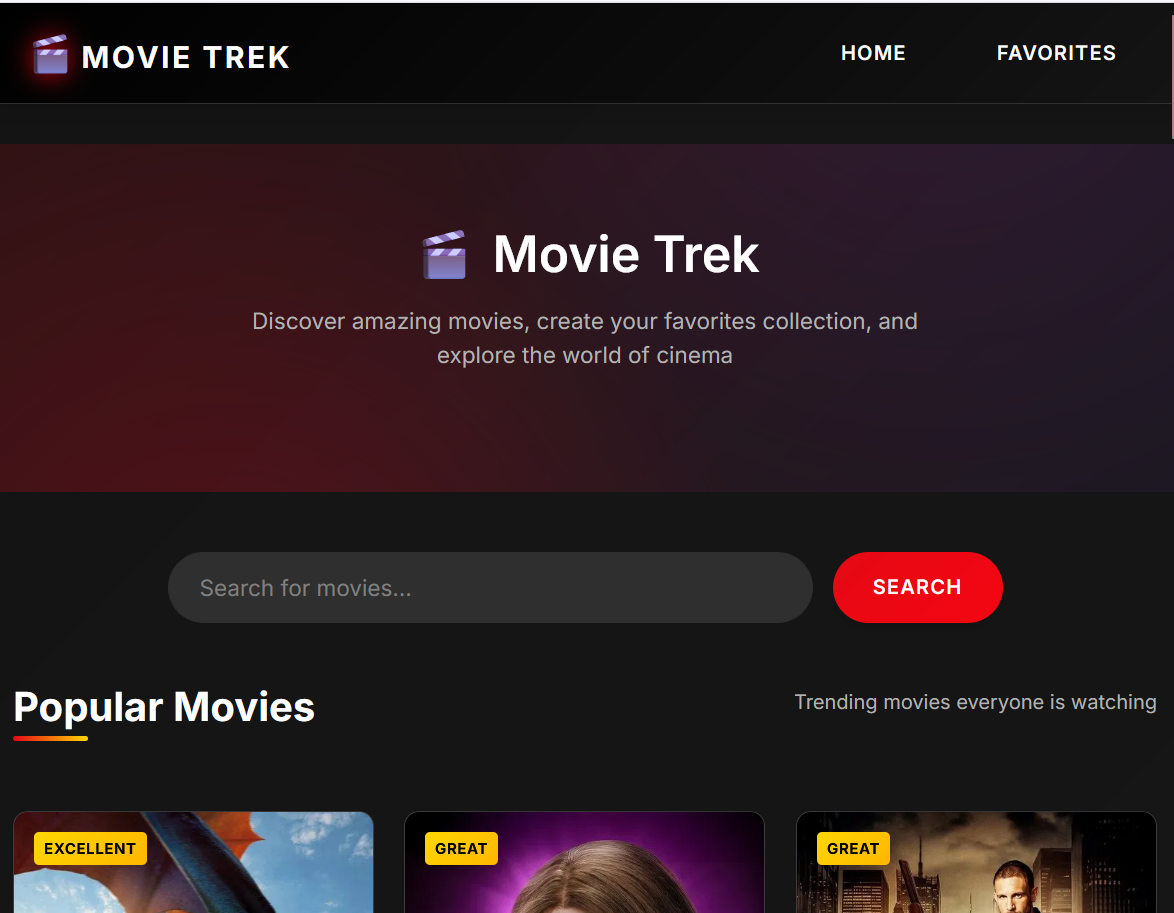 MOVIE TREK
HOME
FAVORITES
Movie Trek
Discover amazing movies, create your favorites collection, and
explore the world of cinema
Search for movies...
SEARCH
Popular Movies
Trending movies everyone is watching
EXCELLENT
GREAT
GREAT